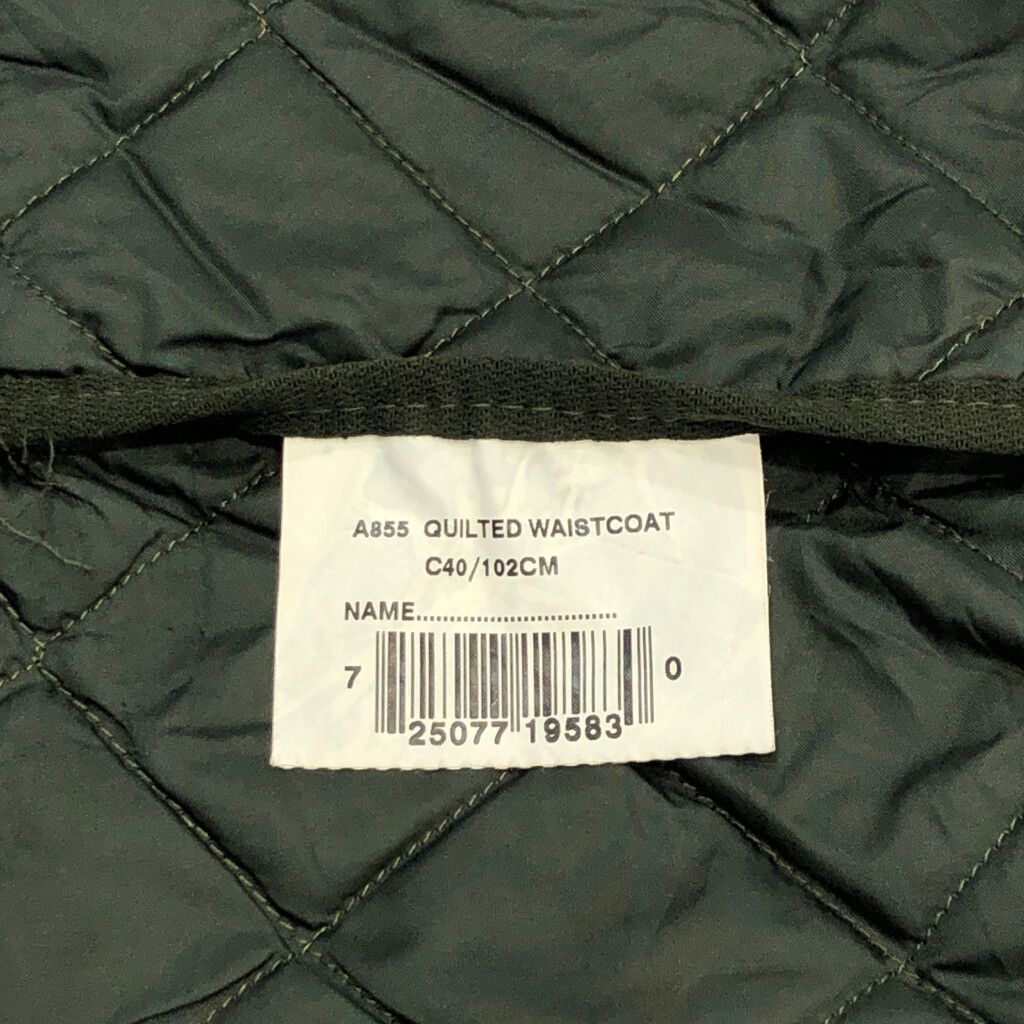 A855 QUILTED WAISTCOAT
C40/102CM
NAME..............................
7 25077 19583 0